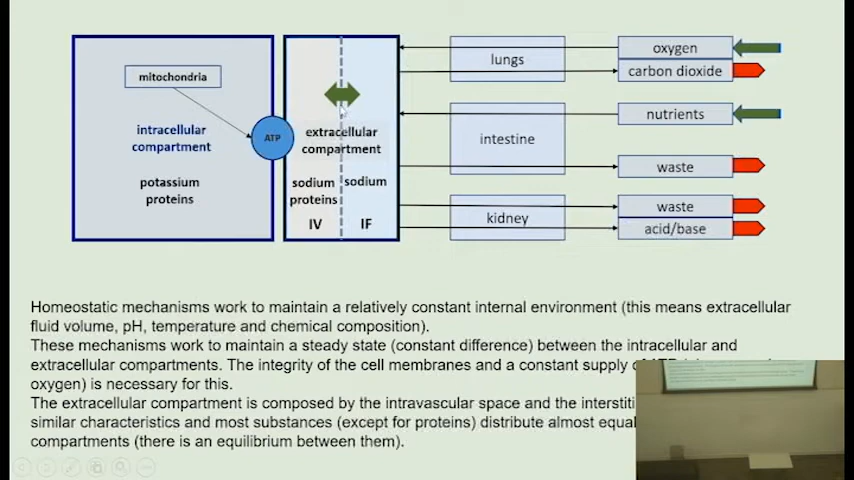 mitochondria
intracellular
compartment
potassium
proteins
ATP
extracellular
compartment
sodium
proteins
sodium
IV
IF
lungs
intestine
kidney
oxygen
carbon dioxide
nutrients
waste
waste
acid/base
Homeostatic mechanisms work to maintain a relatively constant internal environment (this means extracellular
fluid volume, pH, temperature and chemical composition).
These mechanisms work to maintain a steady state (constant difference) between the intracellular and
extracellular compartments. The integrity of the cell membranes and a constant supply
oxygen) is necessary for this.
The extracellular compartment is composed by the intravascular space and the
similar characteristics and most substances (except for proteins) distribute almost
compartments (there is an equilibrium between them).